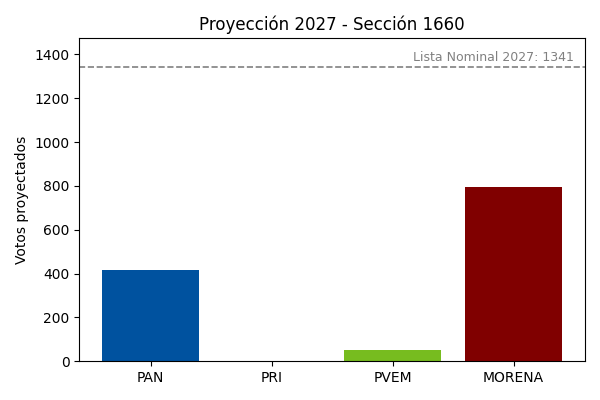 Proyección 2027 - Sección 1660
Votos proyectados
1400
1200
1000
800
600
400
200
0
Lista Nominal 2027: 1341
PAN
PRI
PVEM
MORENA